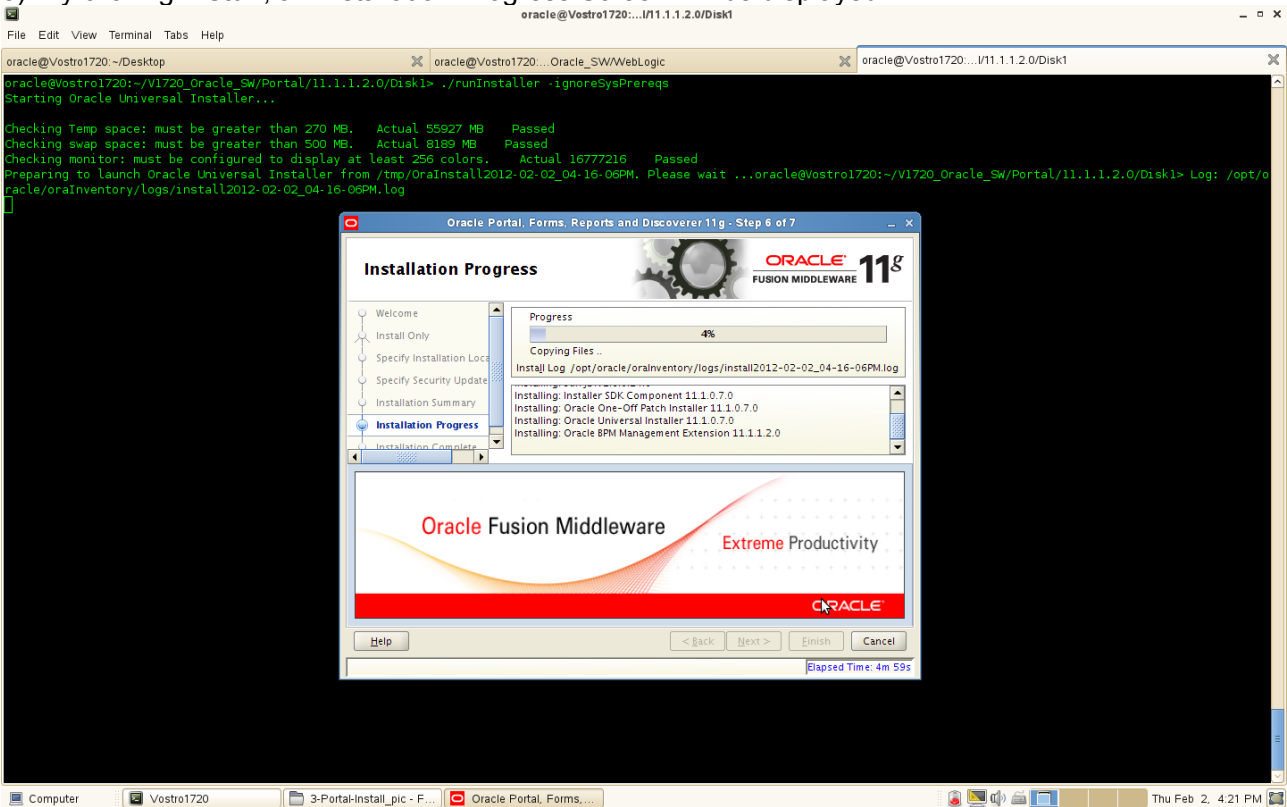 oracle@Vostro1720:...l/11.1.1.2.0/Disk1
File Edit View Terminal Tabs Help
oracle@Vostro1720:~/Desktop
oracle@Vostro1720:...Oracle_SW/WebLogic
oracle@Vostro1720:...l/11.1.1.2.0/Disk1
oracle@Vostro1720:~/V1720_Oracle_SW/Portal/11.1.1.2.0/Disk1> ./runInstaller -ignoreSysPrereqs
Starting Oracle Universal Installer...
Checking Temp space: must be greater than 270 MB. Actual 55927 MB Passed
Checking swap space: must be greater than 500 MB. Actual 8189 MB Passed
Checking monitor: must be configured to display at least 256 colors. Actual 16777216 Passed
Preparing to launch Oracle Universal Installer from /tmp/OraInstall2012-02-02_04-16-06PM. Please wait ...oracle@Vostro1720:~/V1720_Oracle_SW/Portal/11.1.1.2.0/Disk1> Log: /opt/o
racle/oraInventory/logs/install2012-02-02_04-16-06PM.log
Oracle Portal, Forms, Reports and Discoverer 11g - Step 6 of 7
Installation Progress
ORACLE
FUSION MIDDLEWARE
11g
Welcome
Install Only
Specify Installation Loca
Specify Security Update
Installation Summary
Installation Progress
Installation Complete
Progress
4%
Copying Files ..
Install Log /opt/oracle/oraInventory/logs/install2012-02-02_04-16-06PM.log
Installing: Installer SDK Component 11.1.0.7.0
Installing: Oracle One-Off Patch Installer 11.1.0.7.0
Installing: Oracle Universal Installer 11.1.0.7.0
Installing: Oracle BPM Management Extension 11.1.1.2.0
Oracle Fusion Middleware
Extreme Productivity
ORACLE
Help
< Back
Next >
Finish
Cancel
Elapsed Time: 4m 59s
Computer
Vostro1720
3-Portal-Install_pic - F...
Oracle Portal, Forms,...
Thu Feb 2, 4:21 PM